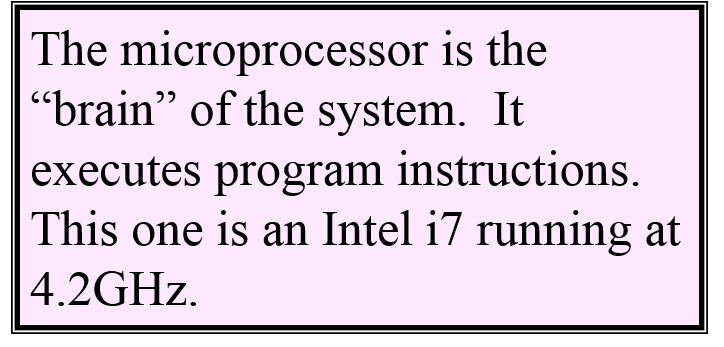 The microprocessor is the
“brain” of the system.  It
executes program instructions.
This one is an Intel i7 running at
4.2GHz.